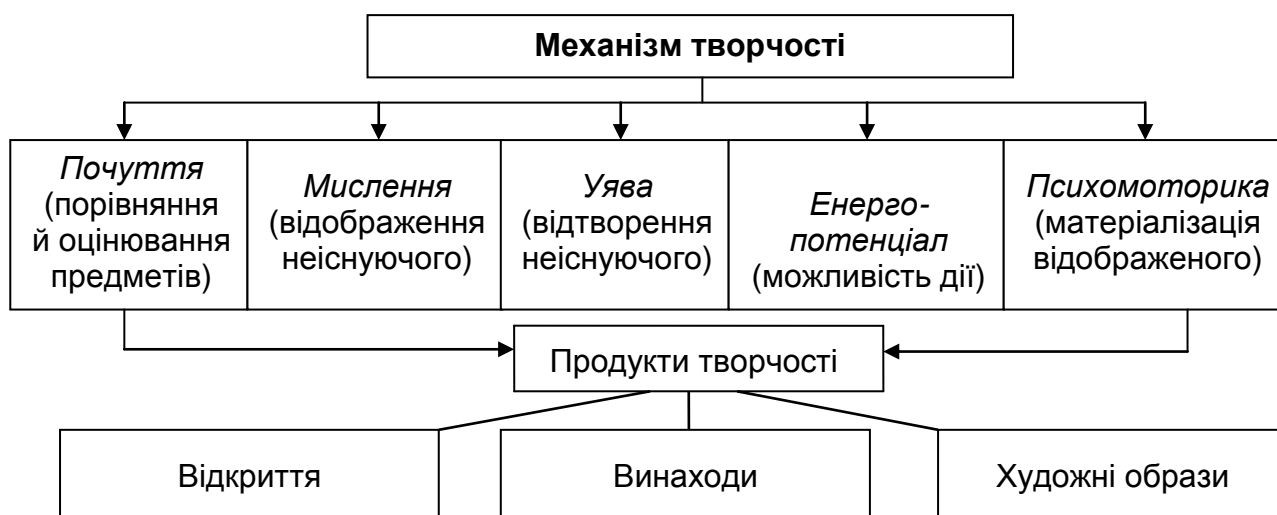 Механізм творчості
Почуття
(порівняння
й оцінювання
предметів)
Мислення
(відображення
неіснуючого)
Уява
(відтворення
неіснуючого)
Енерго-
потенціал
(можливість дії)
Психомоторика
(матеріалізація
відображеного)
Продукти творчості
Відкриття
Винаходи
Художні образи